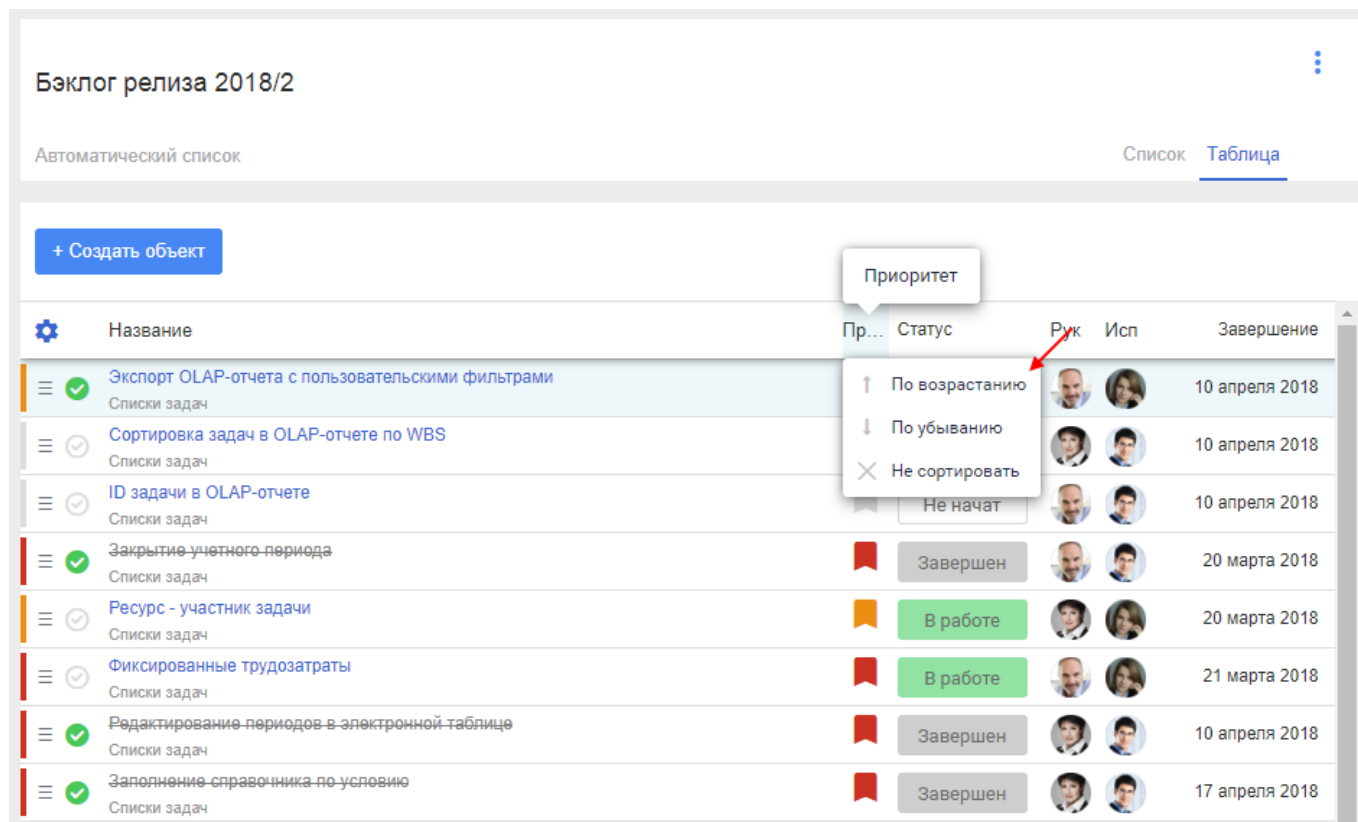 Бэклог релиза 2018/2
Автоматический список
Список Таблица
+ Создать объект
Приоритет
Название Пр... Статус Рук Исп Завершение
Экспорт OLAP-отчета с пользовательскими фильтрами
Списки задач
По возрастанию
10 апреля 2018
По убыванию
Сортировка задач в OLAP-отчете по WBS
Списки задач
10 апреля 2018
Не сортировать
ID задачи в OLAP-отчете
Списки задач
Не начат
10 апреля 2018
Закрытие учетного периода
Списки задач
Завершен
20 марта 2018
Ресурс - участник задачи
Списки задач
В работе
20 марта 2018
Фиксированные трудозатраты
Списки задач
В работе
21 марта 2018
Редактирование периодов в электронной таблице
Списки задач
Завершен
10 апреля 2018
Заполнение справочника по условию
Списки задач
Завершен
17 апреля 2018